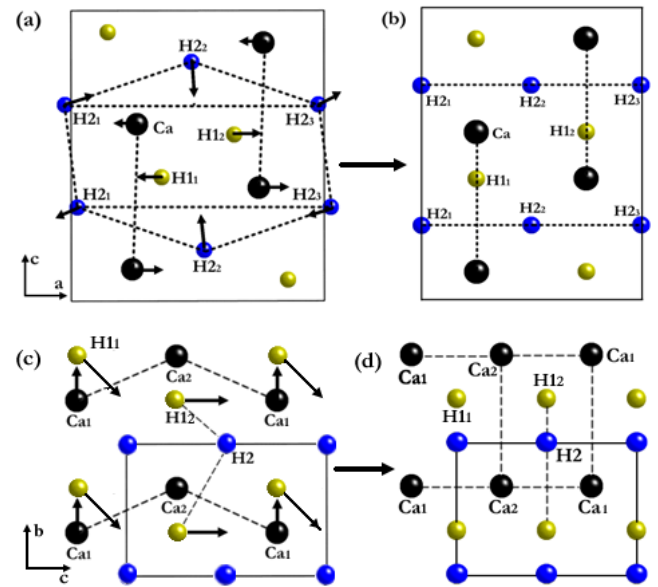 (a)
H2₂
H2₁
Ca
H1₂
H2₃
H1₁
H2₁
H2₃
H2₂
c
a
(b)
H2₁
H2₂
H2₃
Ca
H1₂
H1₁
H2₁
H2₂
H2₃
(c)
H1₁
Ca2
Ca1
H1₂
Ca1
H2
Ca2
Ca1
Ca1
b
c
(d)
Ca1
Ca2
Ca1
H1₂
H1₁
H2
Ca1
Ca2
Ca1